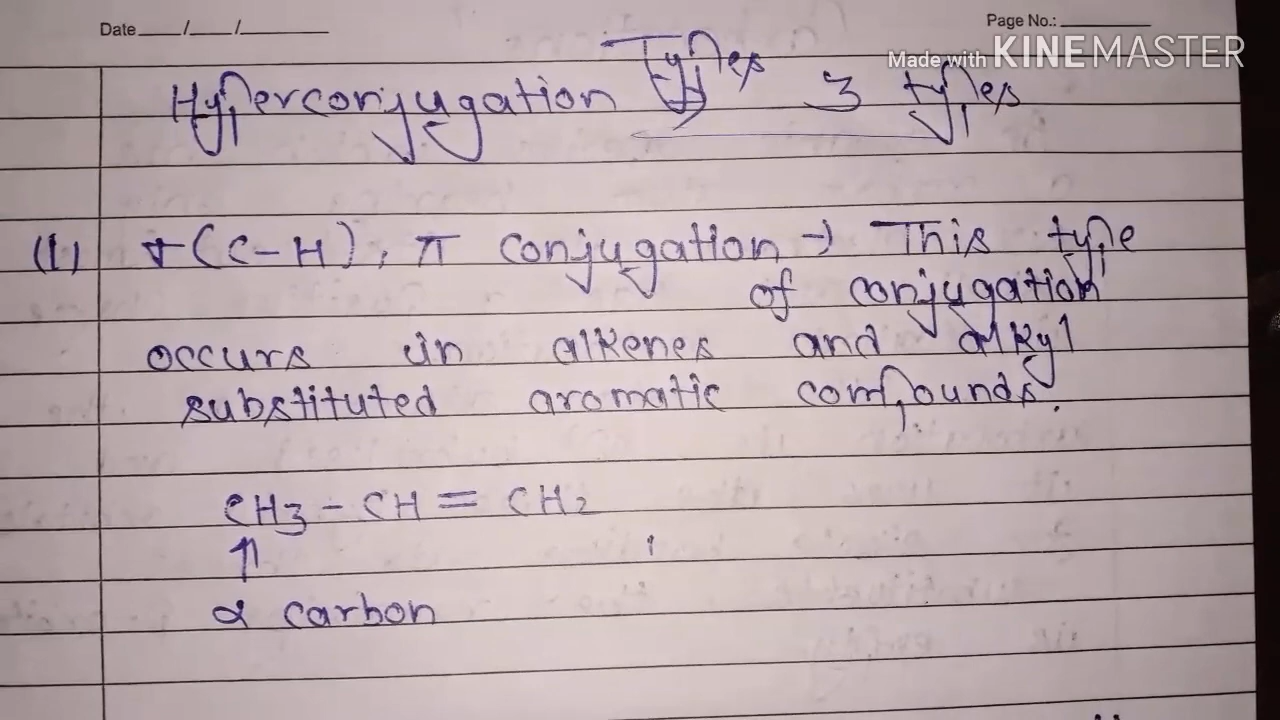 Date ___/___/______ Page No.: ______
Made with KINEMASTER
Hyperconjugation Types 3 types
(1) σ(C-H), π conjugation → This type
of conjugation
occurs in alkenes and alkyl
substituted aromatic compounds.
CH3 - CH = CH2
↑
α carbon